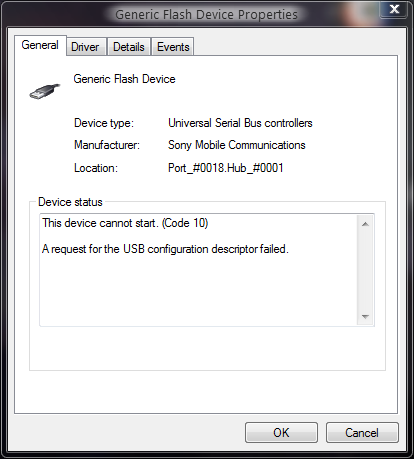 Generic Flash Device Properties
General Driver Details Events
Generic Flash Device
Device type: Universal Serial Bus controllers
Manufacturer: Sony Mobile Communications
Location: Port_#0018.Hub_#0001
Device status
This device cannot start. (Code 10)
A request for the USB configuration descriptor failed.
OK Cancel